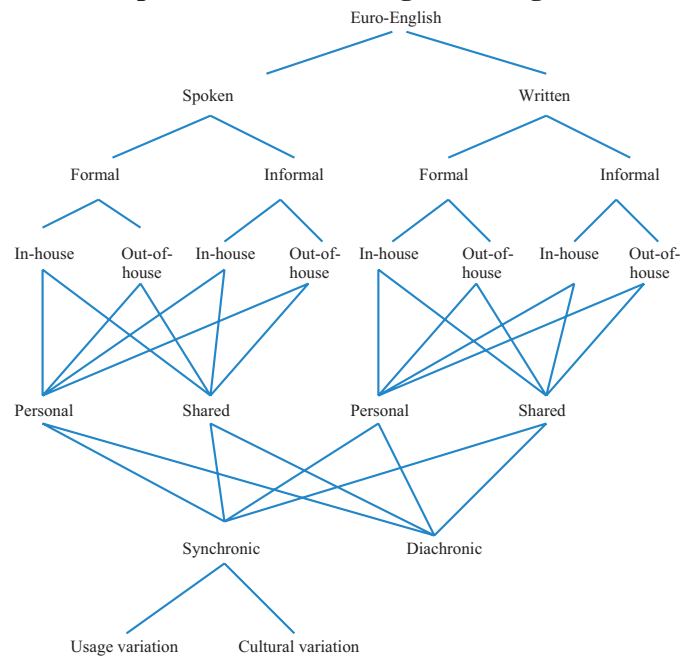 Euro-English
Spoken Written
Formal Informal Formal Informal
In-house Out-of-house In-house Out-of-house In-house Out-of-house In-house Out-of-house
Personal Shared Personal Shared
Synchronic Diachronic
Usage variation Cultural variation